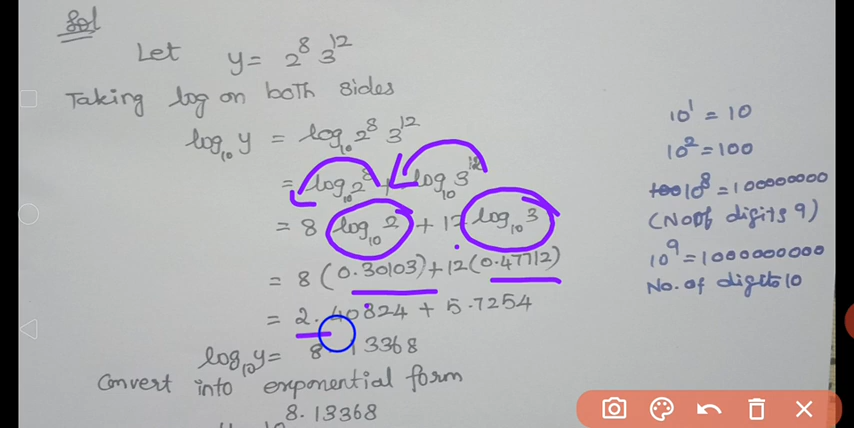 Sol
Let y = 2^8 3^12
Taking log on both sides
log₁₀ y = log₁₀ 2^8 3^12
= log₁₀ 2^8 + log₁₀ 3^12
= 8 log₁₀ 2 + 12 log₁₀ 3
= 8 (0.30103) + 12 (0.47712)
= 2.40824 + 5.7254
log₁₀ y = 8.13368
Convert into exponential form
8.13368
10^1 = 10
10^2 = 100
10^8 = 100000000
(No of digits 9)
10^9 = 1000000000
No. of digits 10